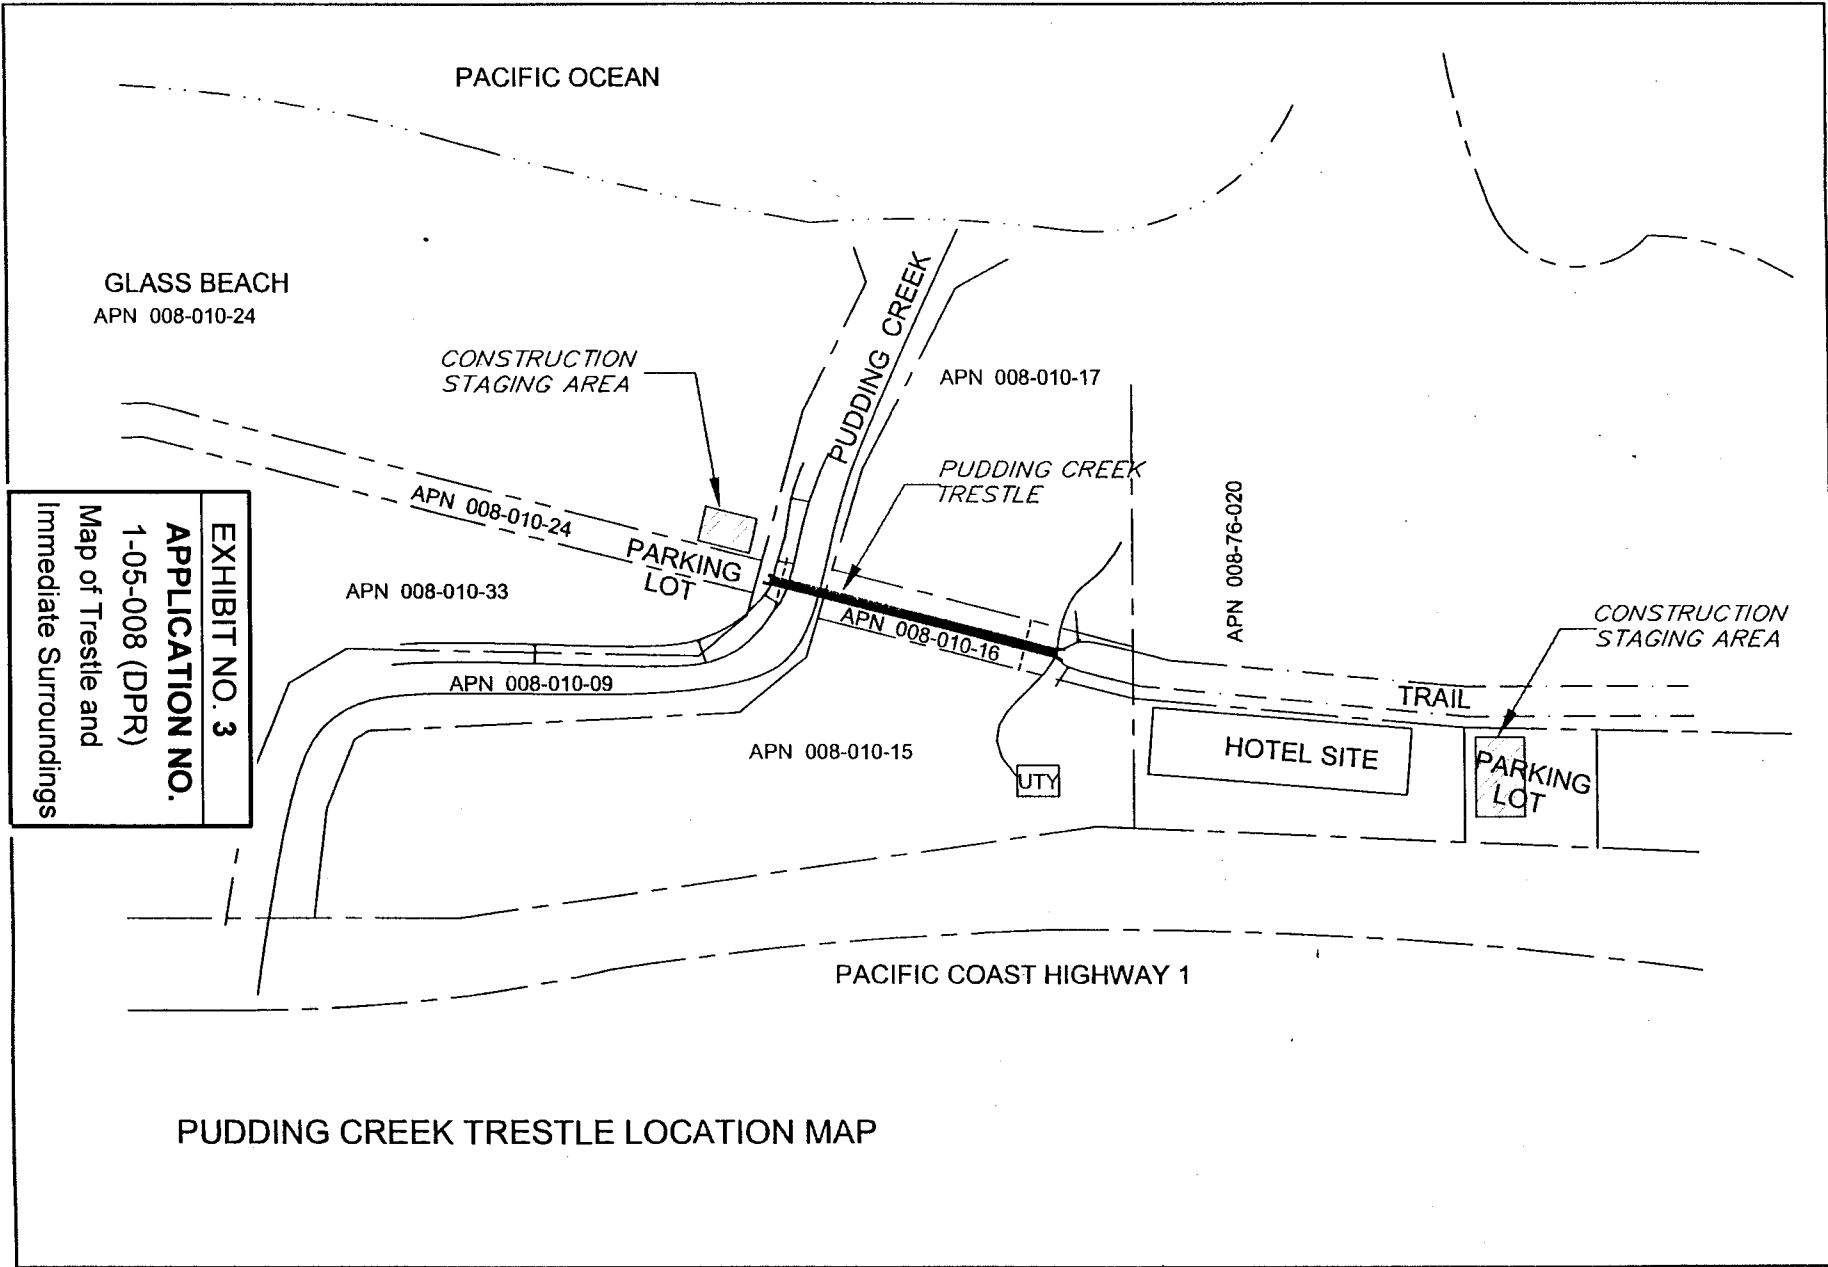 PACIFIC OCEAN
GLASS BEACH
APN 008-010-24
CONSTRUCTION
STAGING AREA
PUDDING CREEK
APN 008-010-17
PUDDING CREEK
TRESTLE
APN 008-010-24
PARKING
LOT
APN 008-010-33
APN 008-010-16
APN 008-76-020
CONSTRUCTION
STAGING AREA
APN 008-010-09
TRAIL
APN 008-010-15
UTY
HOTEL SITE
PARKING
LOT
PACIFIC COAST HIGHWAY 1
PUDDING CREEK TRESTLE LOCATION MAP
EXHIBIT NO. 3
APPLICATION NO.
1-05-008 (DPR)
Map of Trestle and
Immediate Surroundings